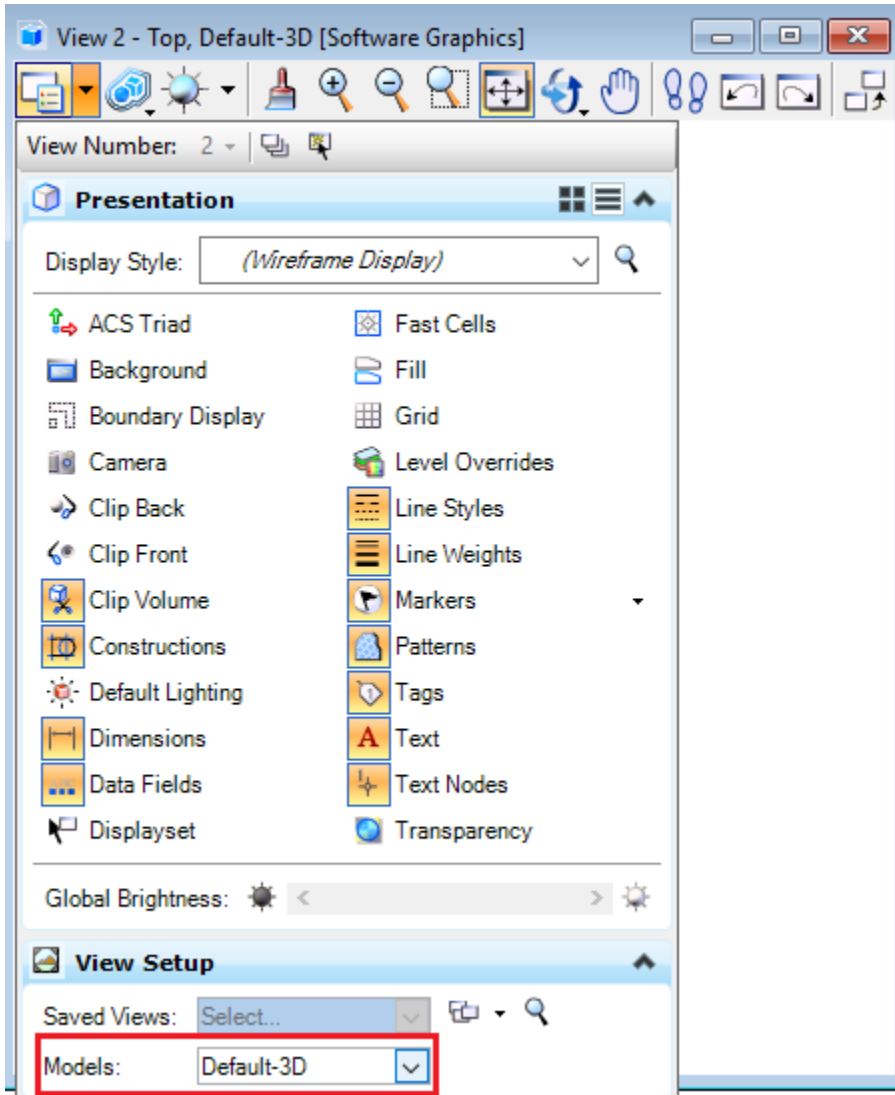 View 2 - Top, Default-3D [Software Graphics]
View Number: 2
Presentation
Display Style: (Wireframe Display)
ACS Triad Fast Cells
Background Fill
Boundary Display Grid
Camera Level Overrides
Clip Back Line Styles
Clip Front Line Weights
Clip Volume Markers
Constructions Patterns
Default Lighting Tags
Dimensions A Text
Data Fields Text Nodes
Displayset Transparency
Global Brightness:
View Setup
Saved Views: Select...
Models: Default-3D